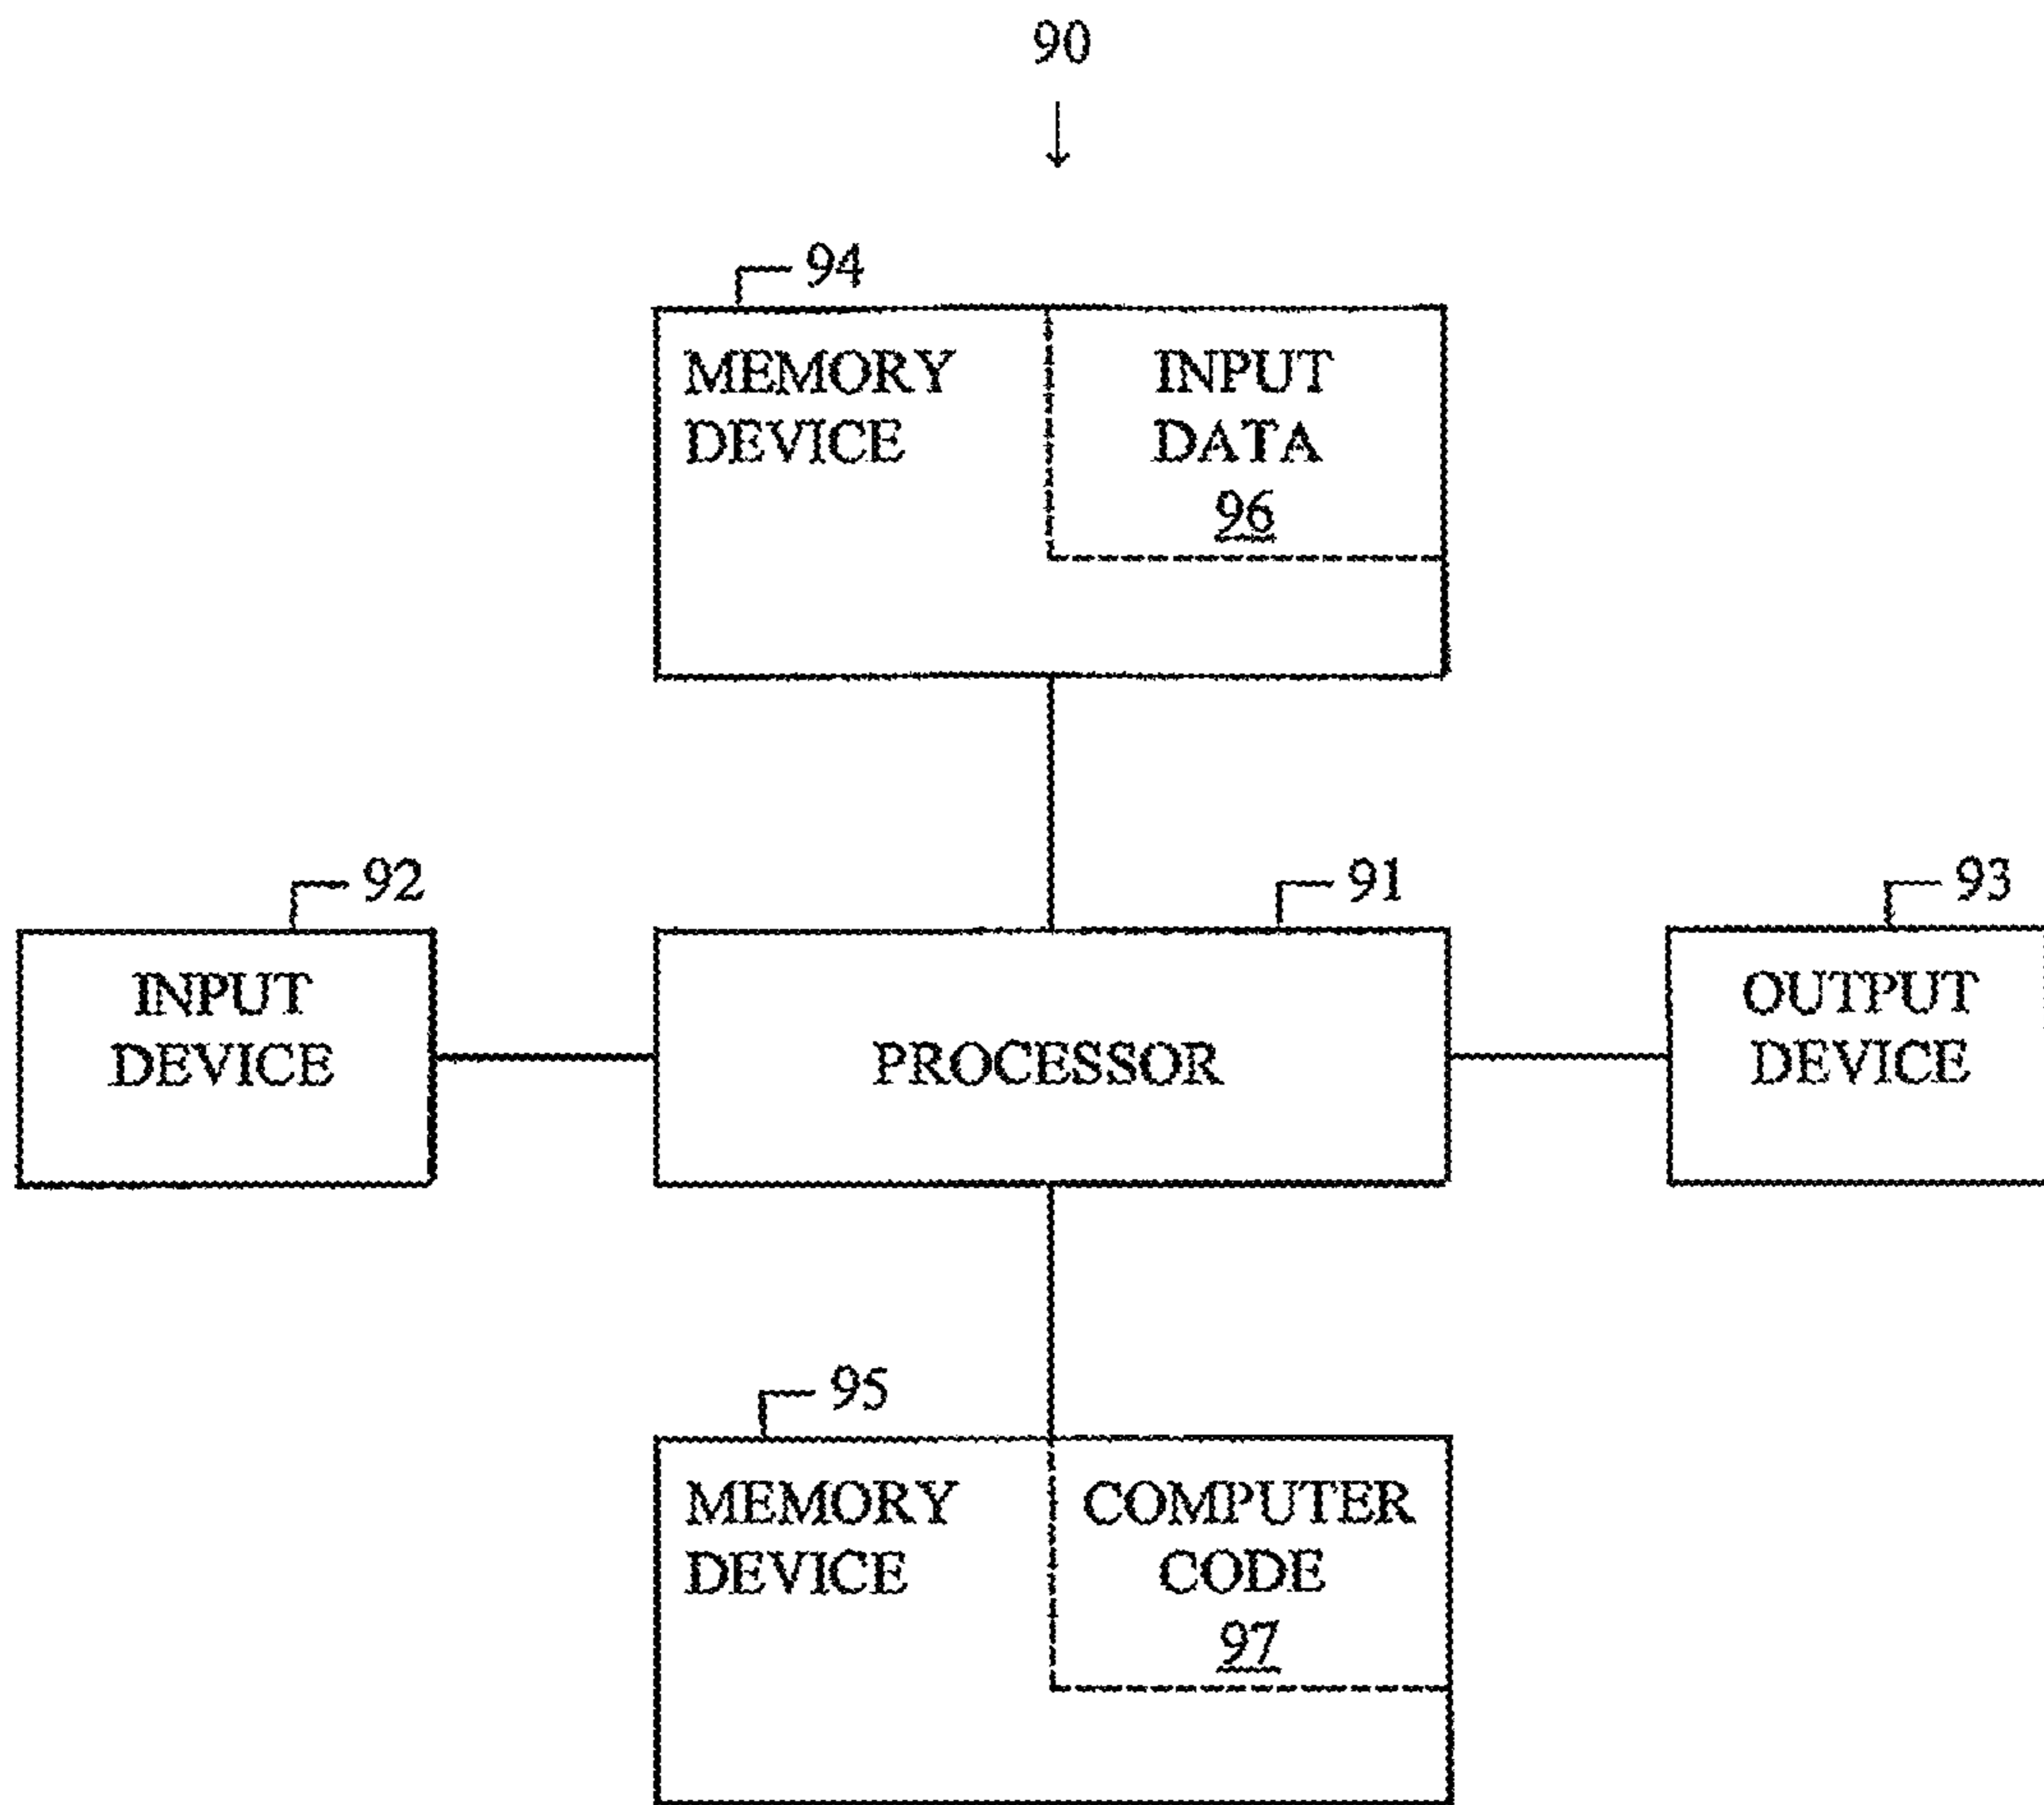 90
94
MEMORY
DEVICE
INPUT
DATA
96
92
91
93
INPUT
DEVICE
PROCESSOR
OUTPUT
DEVICE
95
MEMORY
DEVICE
COMPUTER
CODE
97